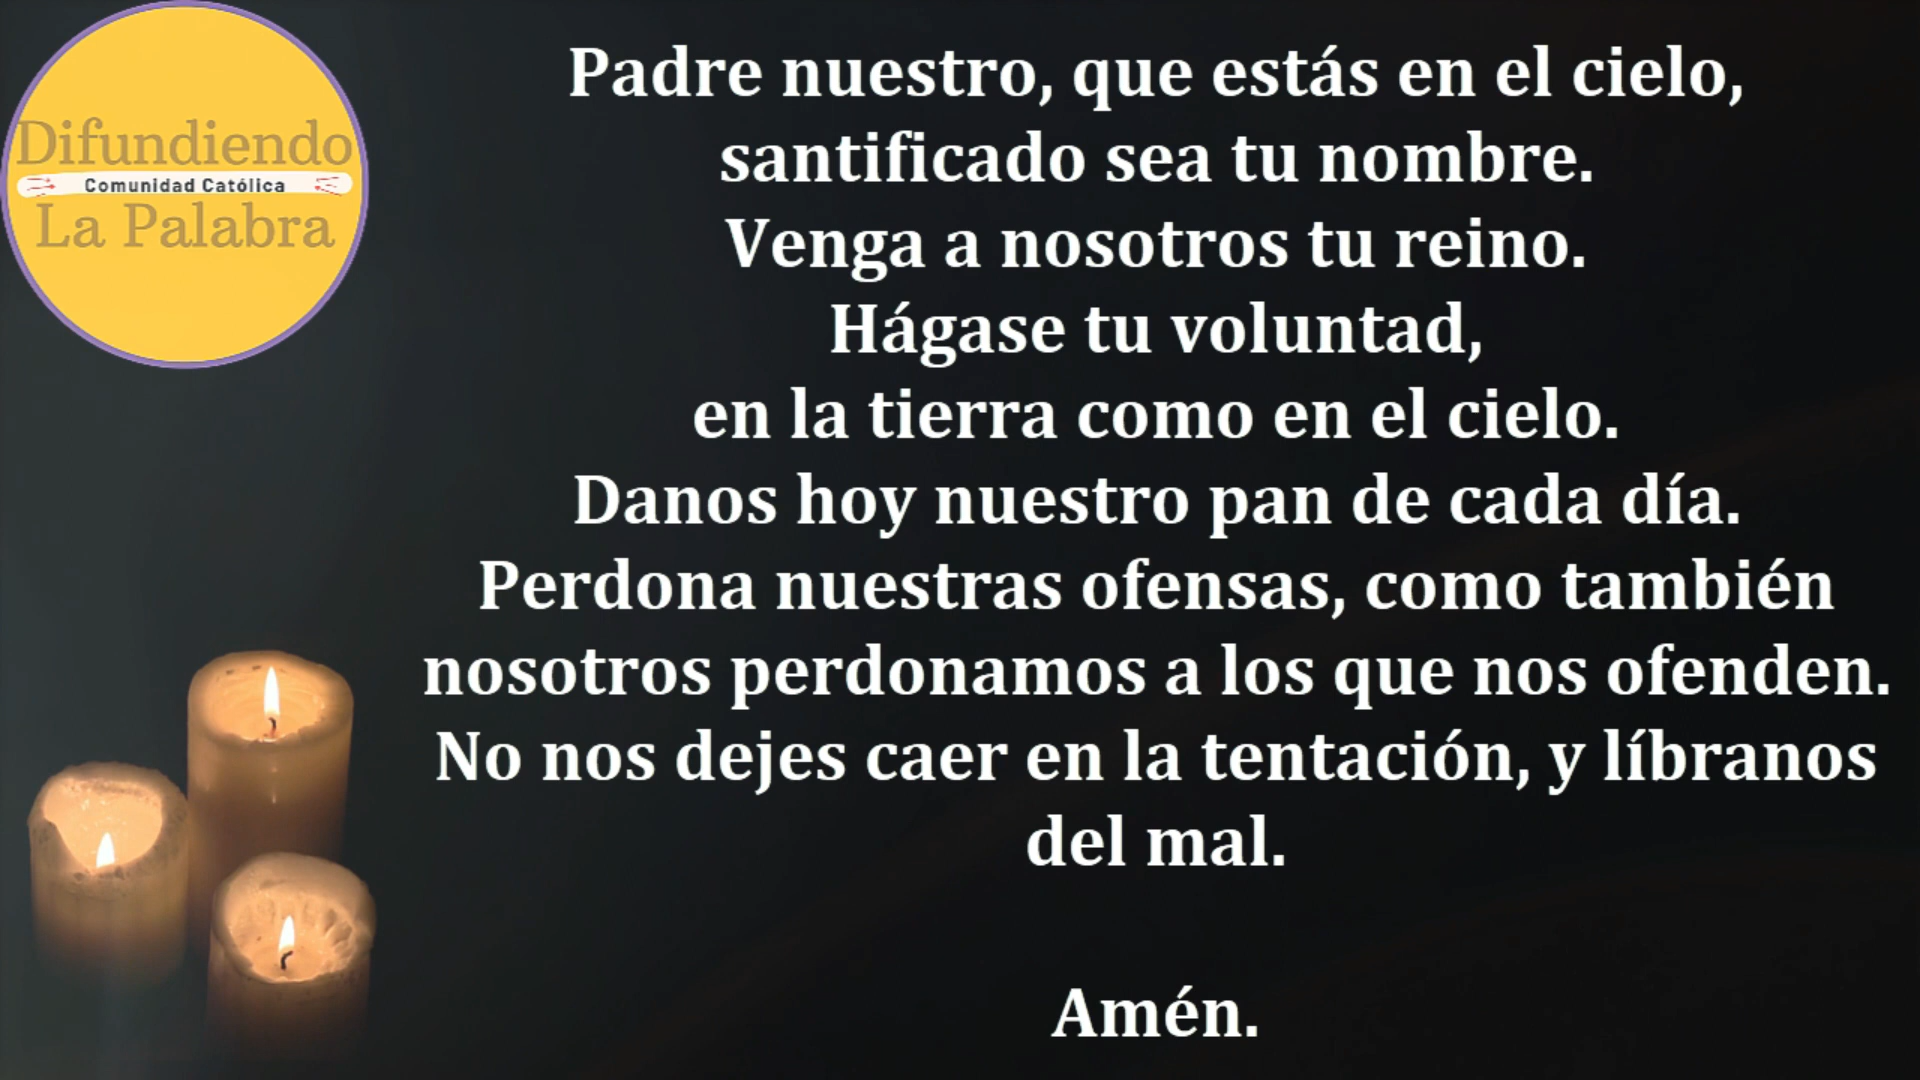 Difundiendo
Comunidad Católica
La Palabra
Padre nuestro, que estás en el cielo,
santificado sea tu nombre.
Venga a nosotros tu reino.
Hágase tu voluntad,
en la tierra como en el cielo.
Danos hoy nuestro pan de cada día.
Perdona nuestras ofensas, como también
nosotros perdonamos a los que nos ofenden.
No nos dejes caer en la tentación, y líbranos
del mal.
Amén.